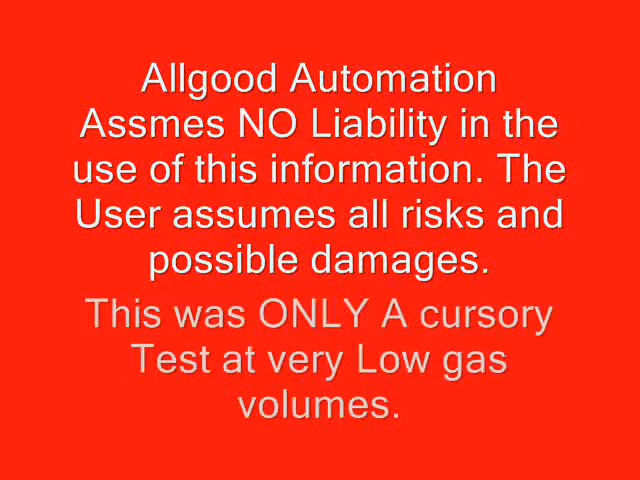 Allgood Automation
Assmes NO Liability in the
use of this information. The
User assumes all risks and
possible damages.
This was ONLY A cursory
Test at very Low gas
volumes.